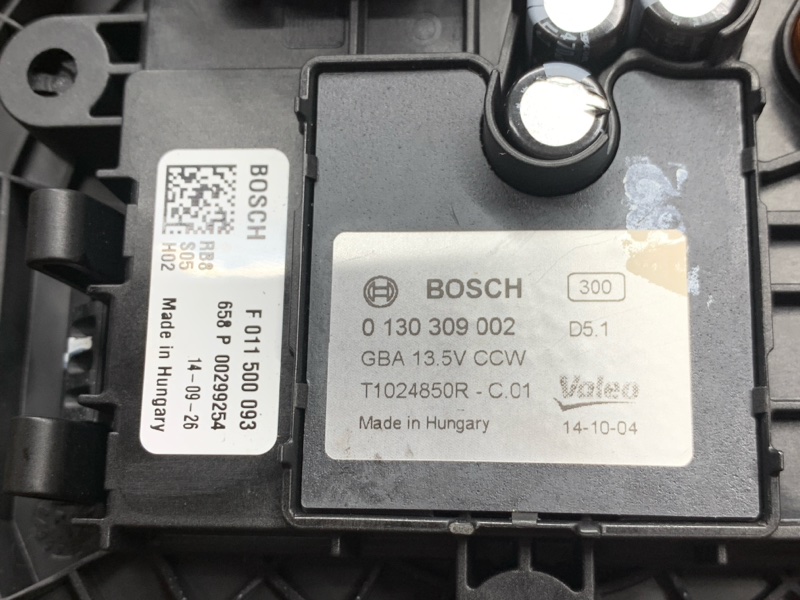 BOSCH
RB8
S05
H02
F 011 500 093
658 P 00299254
14-09-26
Made in Hungary
BOSCH 300
0 130 309 002 D5.1
GBA 13.5V CCW
T1024850R - C.01 Valeo
Made in Hungary 14-10-04